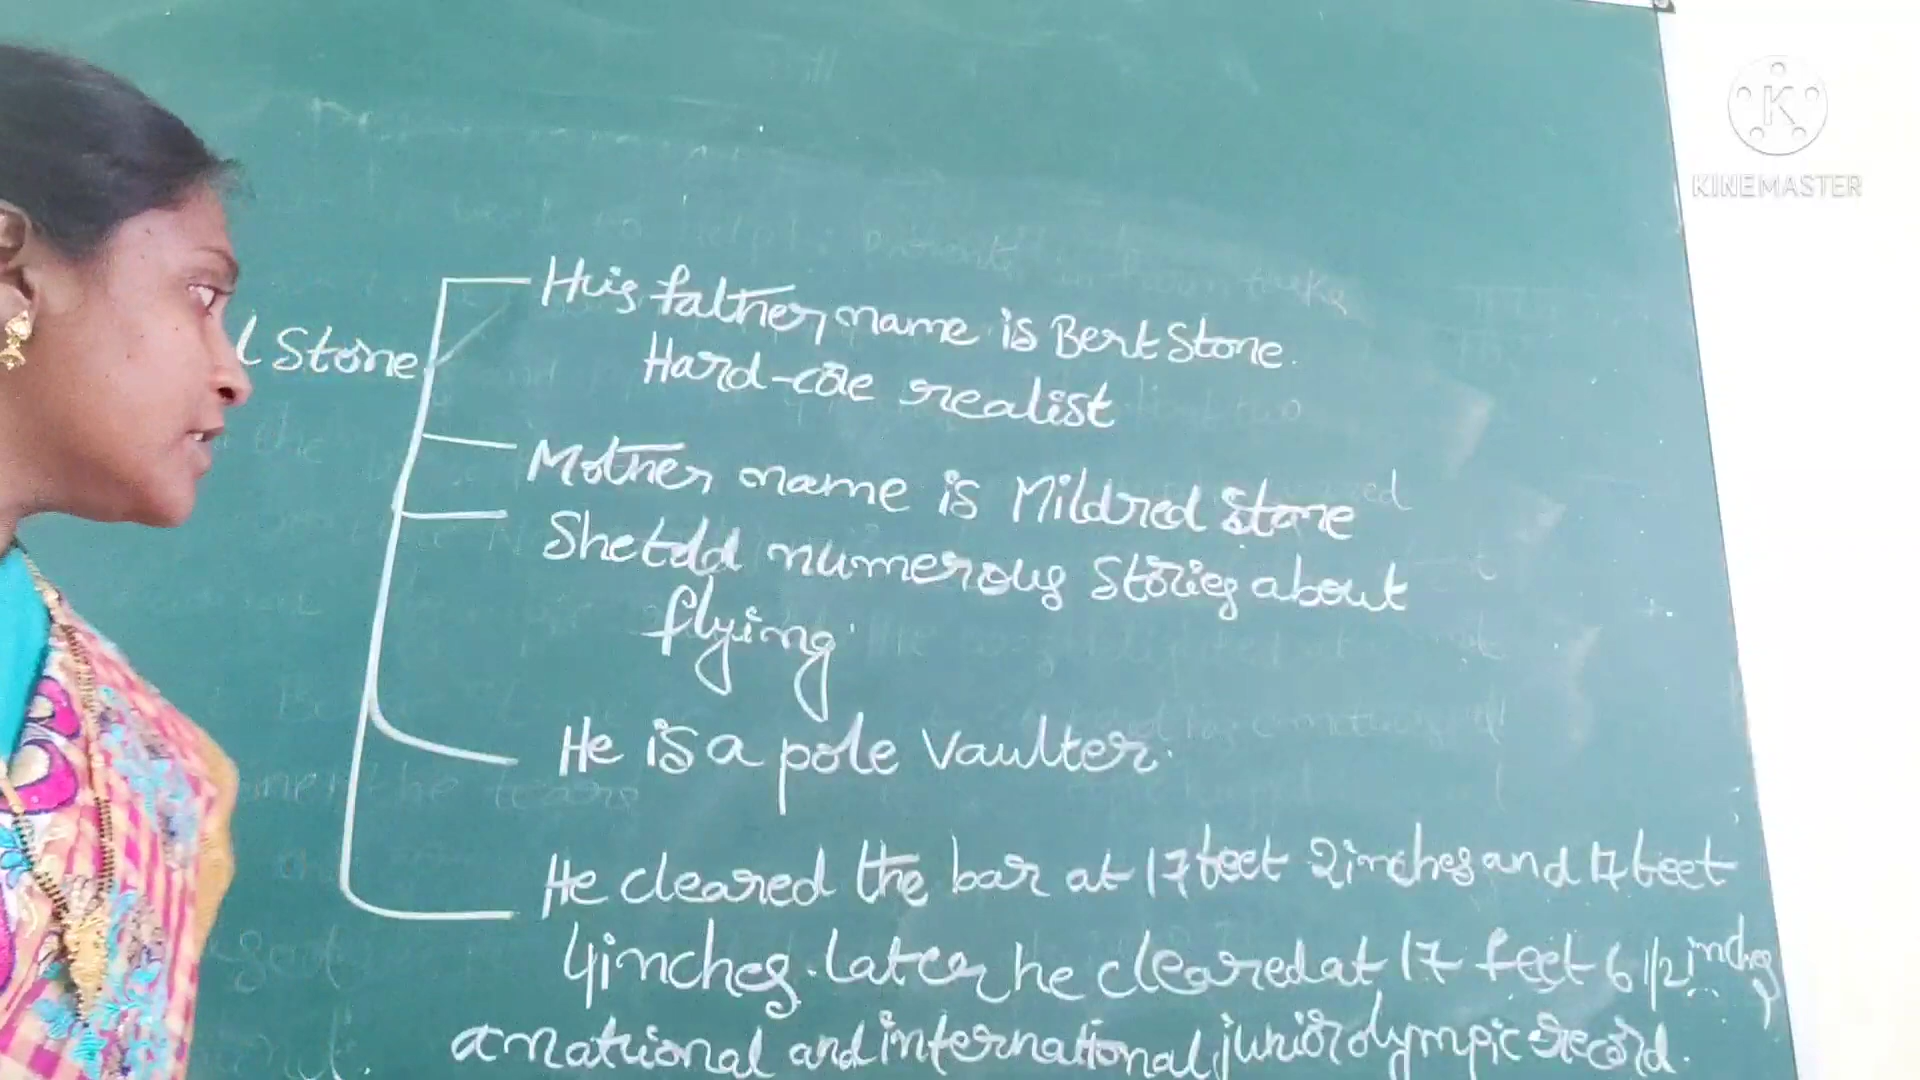 l Stone
His father name is Bert Stone.
Hard-core realist
Mother name is Mildred Stone
She told numerous stories about
flying.
He is a pole vaulter.
He cleared the bar at 17 feet 2 inches and 17 feet
4 inches. Later he cleared at 17 feet 6 1/2 inches
a national and international junior olympic record.
K
KINEMASTER